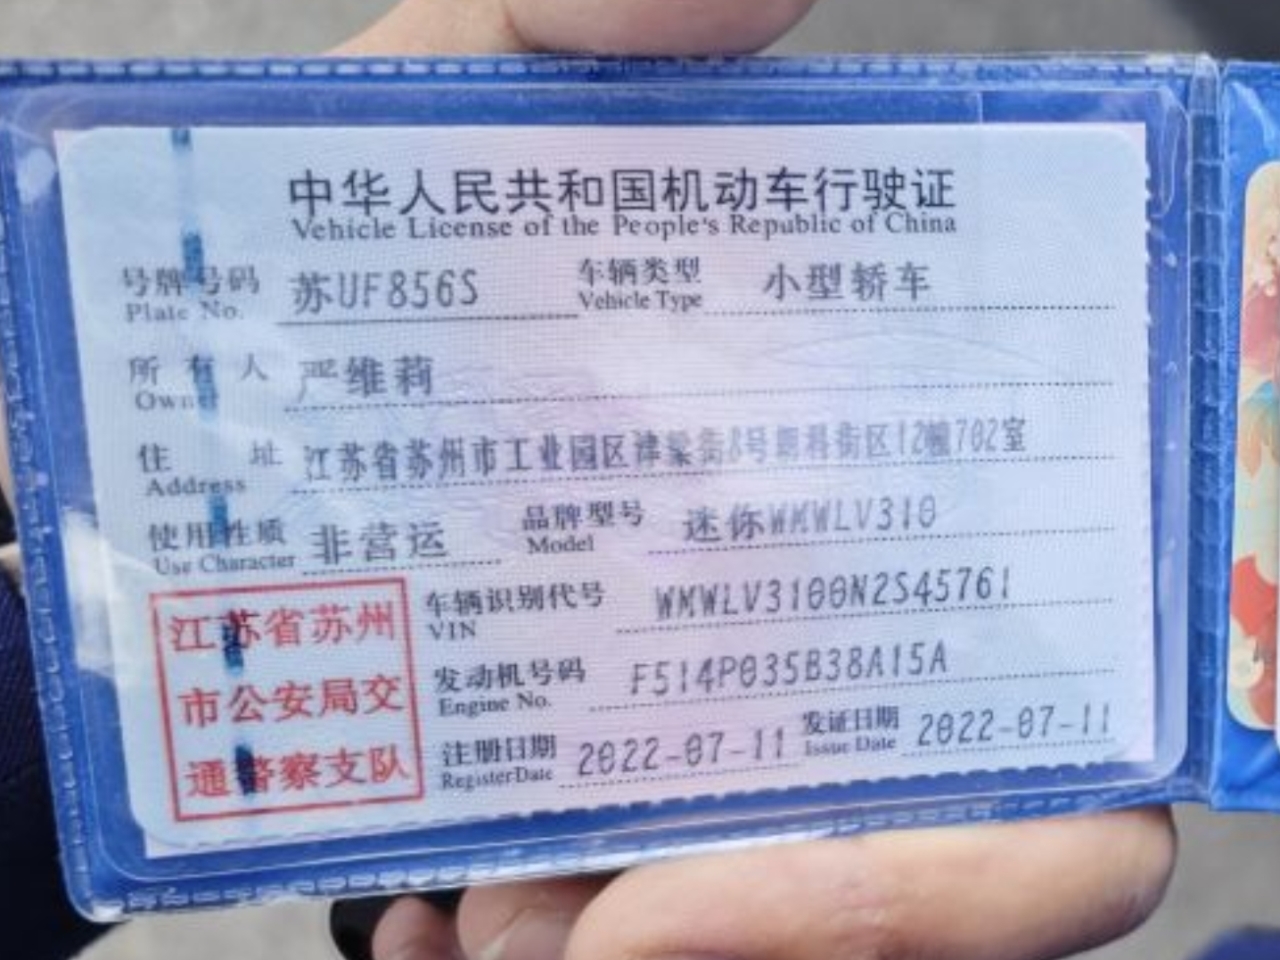 中华人民共和国机动车行驶证
Vehicle License of the People's Republic of China
号牌号码 苏UF856S 车辆类型 小型轿车
Plate No. Vehicle Type
所有人 严维莉
Owner
住址 江苏省苏州市工业园区津梁街8号朗科街区12幢702室
Address
使用性质 非营运 品牌型号 迷你WMWLV310
Use Character Model
江苏省苏州
市公安局交
通警察支队
车辆识别代号 WMWLV3100N2S45761
VIN
发动机号码 F514P035B38A15A
Engine No.
注册日期 2022-07-11 发证日期 2022-07-11
Register Date Issue Date